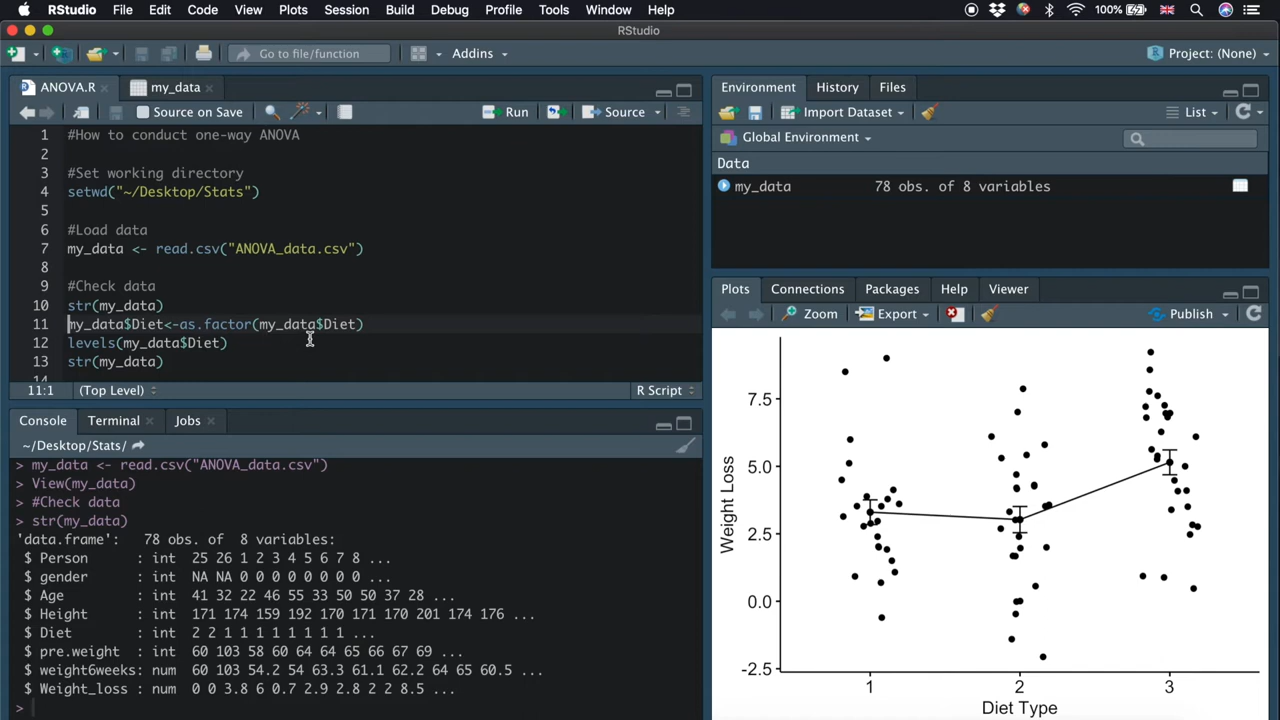 RStudio File Edit Code View Plots Session Build Debug Profile Tools Window Help 100%
RStudio
Go to file/function Addins Project: (None)
ANOVA.R my_data
Source on Save Run Source
1 #How to conduct one-way ANOVA
2
3 #Set working directory
4 setwd("~/Desktop/Stats")
5
6 #Load data
7 my_data <- read.csv("ANOVA_data.csv")
8
9 #Check data
10 str(my_data)
11 my_data$Diet<-as.factor(my_data$Diet)
12 levels(my_data$Diet)
13 str(my_data)
14
11:1 (Top Level) R Script
Console Terminal Jobs
~/Desktop/Stats/
> my_data <- read.csv("ANOVA_data.csv")
> View(my_data)
> #Check data
> str(my_data)
'data.frame': 78 obs. of 8 variables:
$ Person : int 25 26 1 2 3 4 5 6 7 8 ...
$ gender : int NA NA 0 0 0 0 0 0 0 0 ...
$ Age : int 41 32 22 46 55 33 50 50 37 28 ...
$ Height : int 171 174 159 192 170 171 170 201 174 176 ...
$ Diet : int 2 2 1 1 1 1 1 1 1 1 ...
$ pre.weight : int 60 103 58 60 64 64 65 66 67 69 ...
$ weight6weeks: num 60 103 54.2 54 63.3 61.1 62.2 64 65 60.5 ...
$ Weight_loss : num 0 0 3.8 6 0.7 2.9 2.8 2 2 8.5 ...
>
Environment History Files
Import Dataset List
Global Environment
Data
my_data 78 obs. of 8 variables
Plots Connections Packages Help Viewer
Zoom Export Publish
Weight Loss
7.5
5.0
2.5
0.0
-2.5
1 2 3
Diet Type